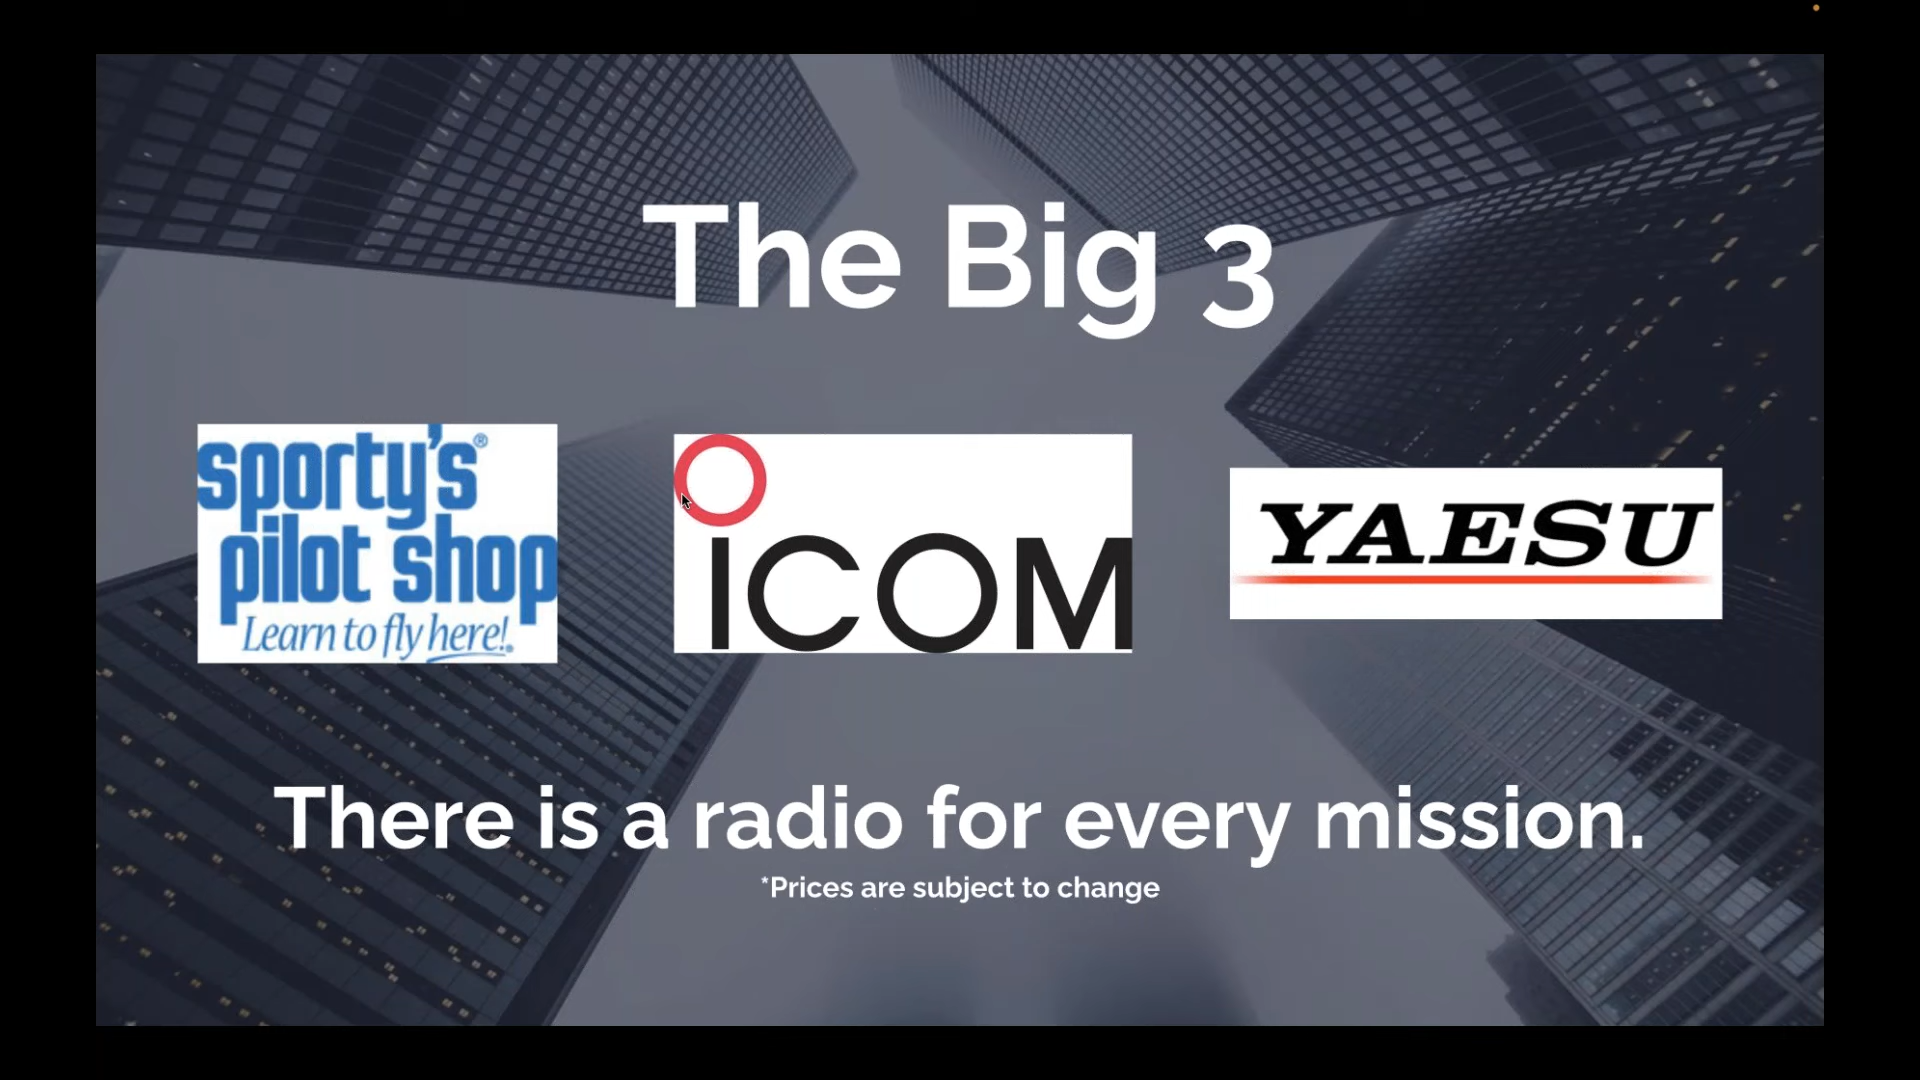 The Big 3
sporty's®
pilot shop
Learn to fly here!®
ICOM
YAESU
There is a radio for every mission.
*Prices are subject to change